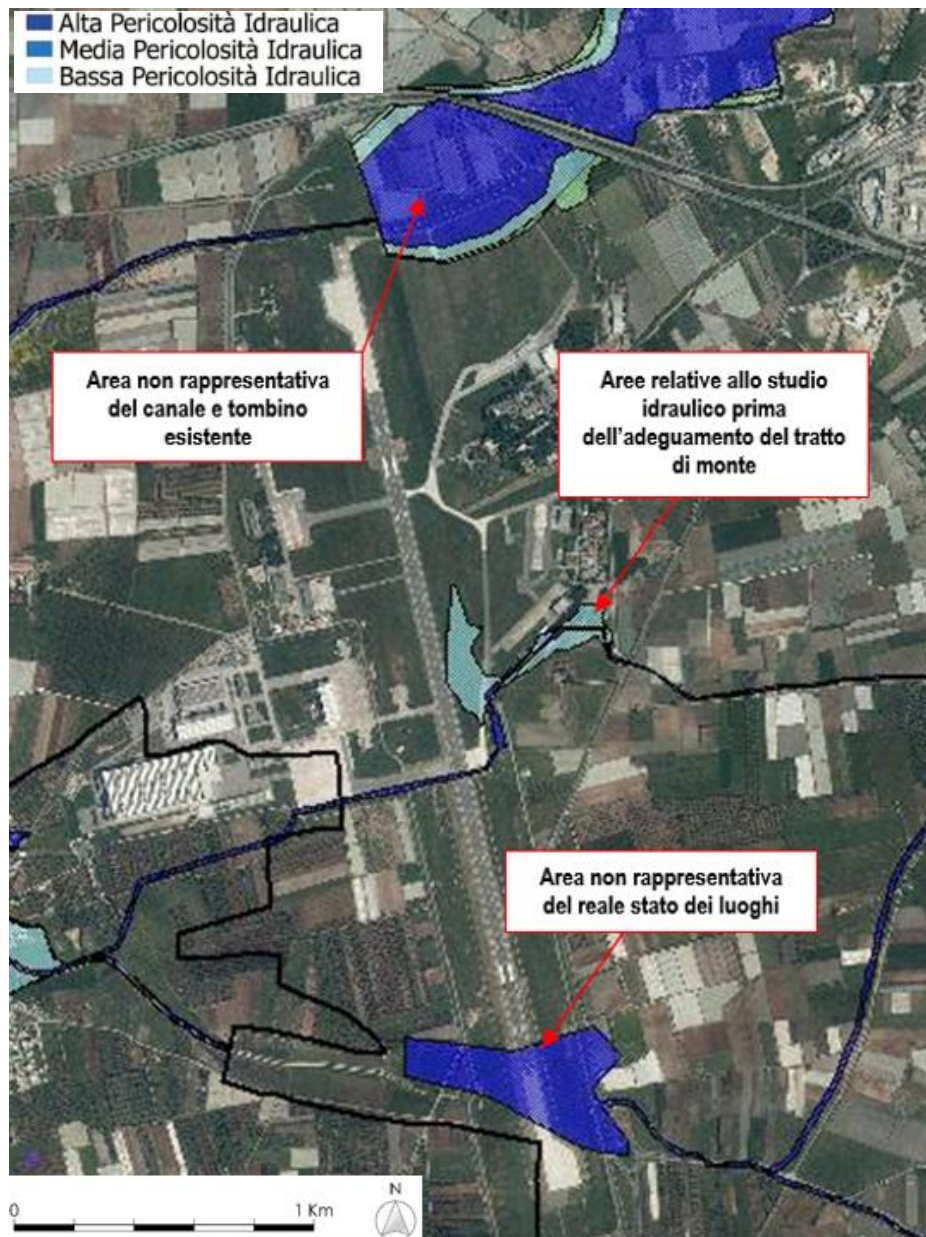 Alta Pericolosità Idraulica
Media Pericolosità Idraulica
Bassa Pericolosità Idraulica
Area non rappresentativa
del canale e tombino
esistente
Aree relative allo studio
idraulico prima
dell'adeguamento del tratto
di monte
Area non rappresentativa
del reale stato dei luoghi
0 1 Km
N